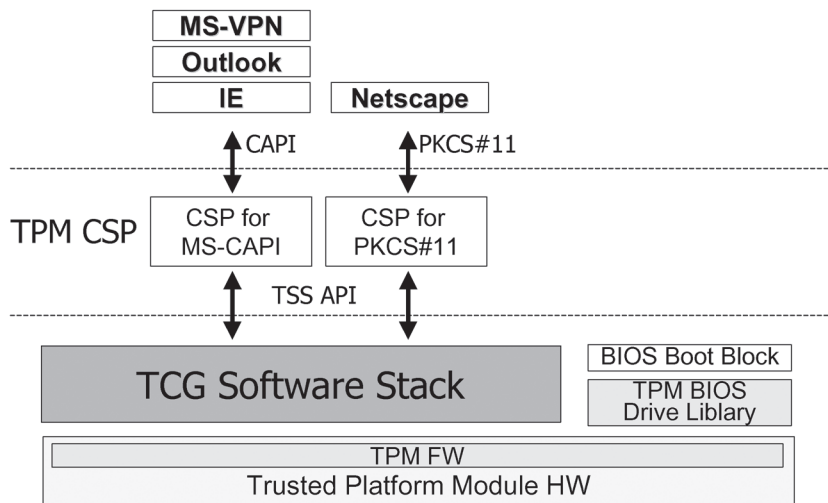 MS-VPN
Outlook
IE
Netscape
CAPI
PKCS#11
TPM CSP
CSP for
MS-CAPI
CSP for
PKCS#11
TSS API
TCG Software Stack
BIOS Boot Block
TPM BIOS
Drive Liblary
TPM FW
Trusted Platform Module HW